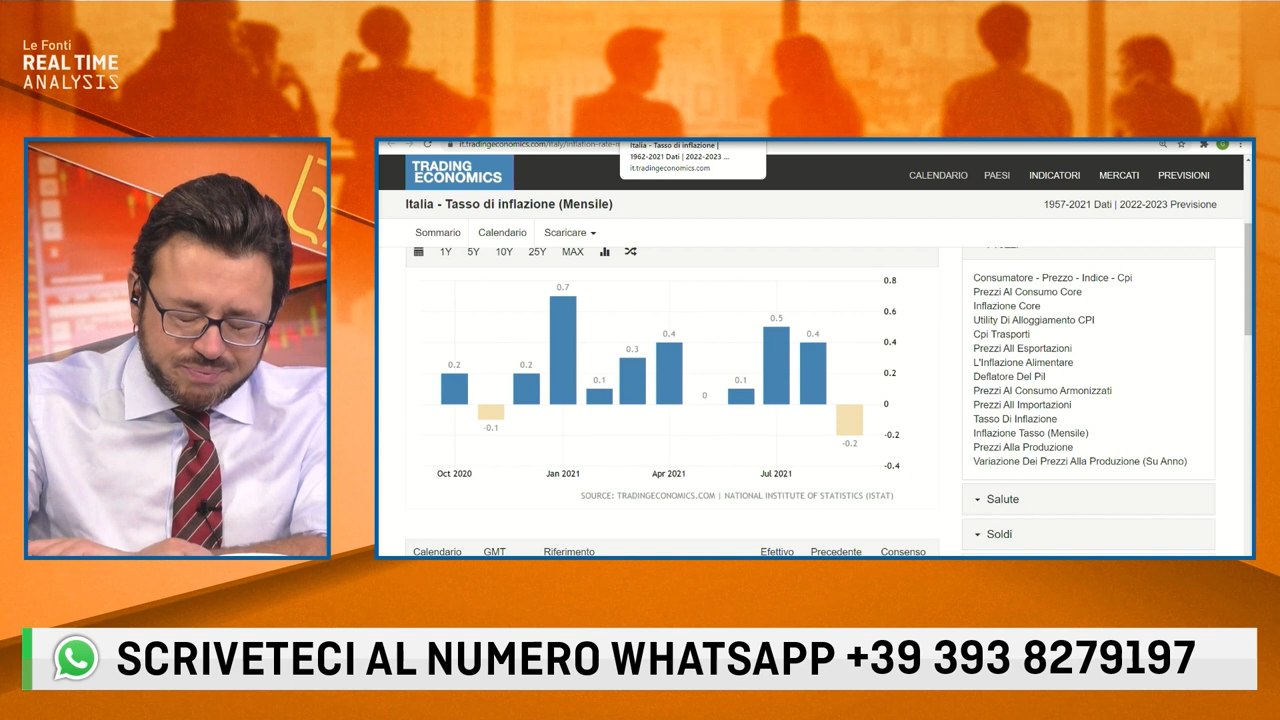 Le Fonti
REAL TIME
ANALYSIS
it.tradingeconomics.com/italy/inflation-rate-
Italia - Tasso di inflazione |
1962-2021 Dati | 2022-2023 ...
it.tradingeconomics.com
TRADING
ECONOMICS
CALENDARIO PAESI INDICATORI MERCATI PREVISIONI
Italia - Tasso di inflazione (Mensile)
1957-2021 Dati | 2022-2023 Previsione
Sommario Calendario Scaricare
1Y 5Y 10Y 25Y MAX
0.8
0.6
0.4
0.2
0
-0.2
-0.4
0.2 -0.1 0.2 0.7 0.1 0.3 0.4 0 0.1 0.5 0.4 -0.2
Oct 2020 Jan 2021 Apr 2021 Jul 2021
SOURCE: TRADINGECONOMICS.COM | NATIONAL INSTITUTE OF STATISTICS (ISTAT)
Calendario GMT Riferimento Effettivo Precedente Consenso
Consumatore - Prezzo - Indice - Cpi
Prezzi Al Consumo Core
Inflazione Core
Utility Di Alloggiamento CPI
Cpi Trasporti
Prezzi All Esportazioni
L'Inflazione Alimentare
Deflatore Del Pil
Prezzi Al Consumo Armonizzati
Prezzi All Importazioni
Tasso Di Inflazione
Inflazione Tasso (Mensile)
Prezzi Alla Produzione
Variazione Dei Prezzi Alla Produzione (Su Anno)
Salute
Soldi
SCRIVETECI AL NUMERO WHATSAPP +39 393 8279197